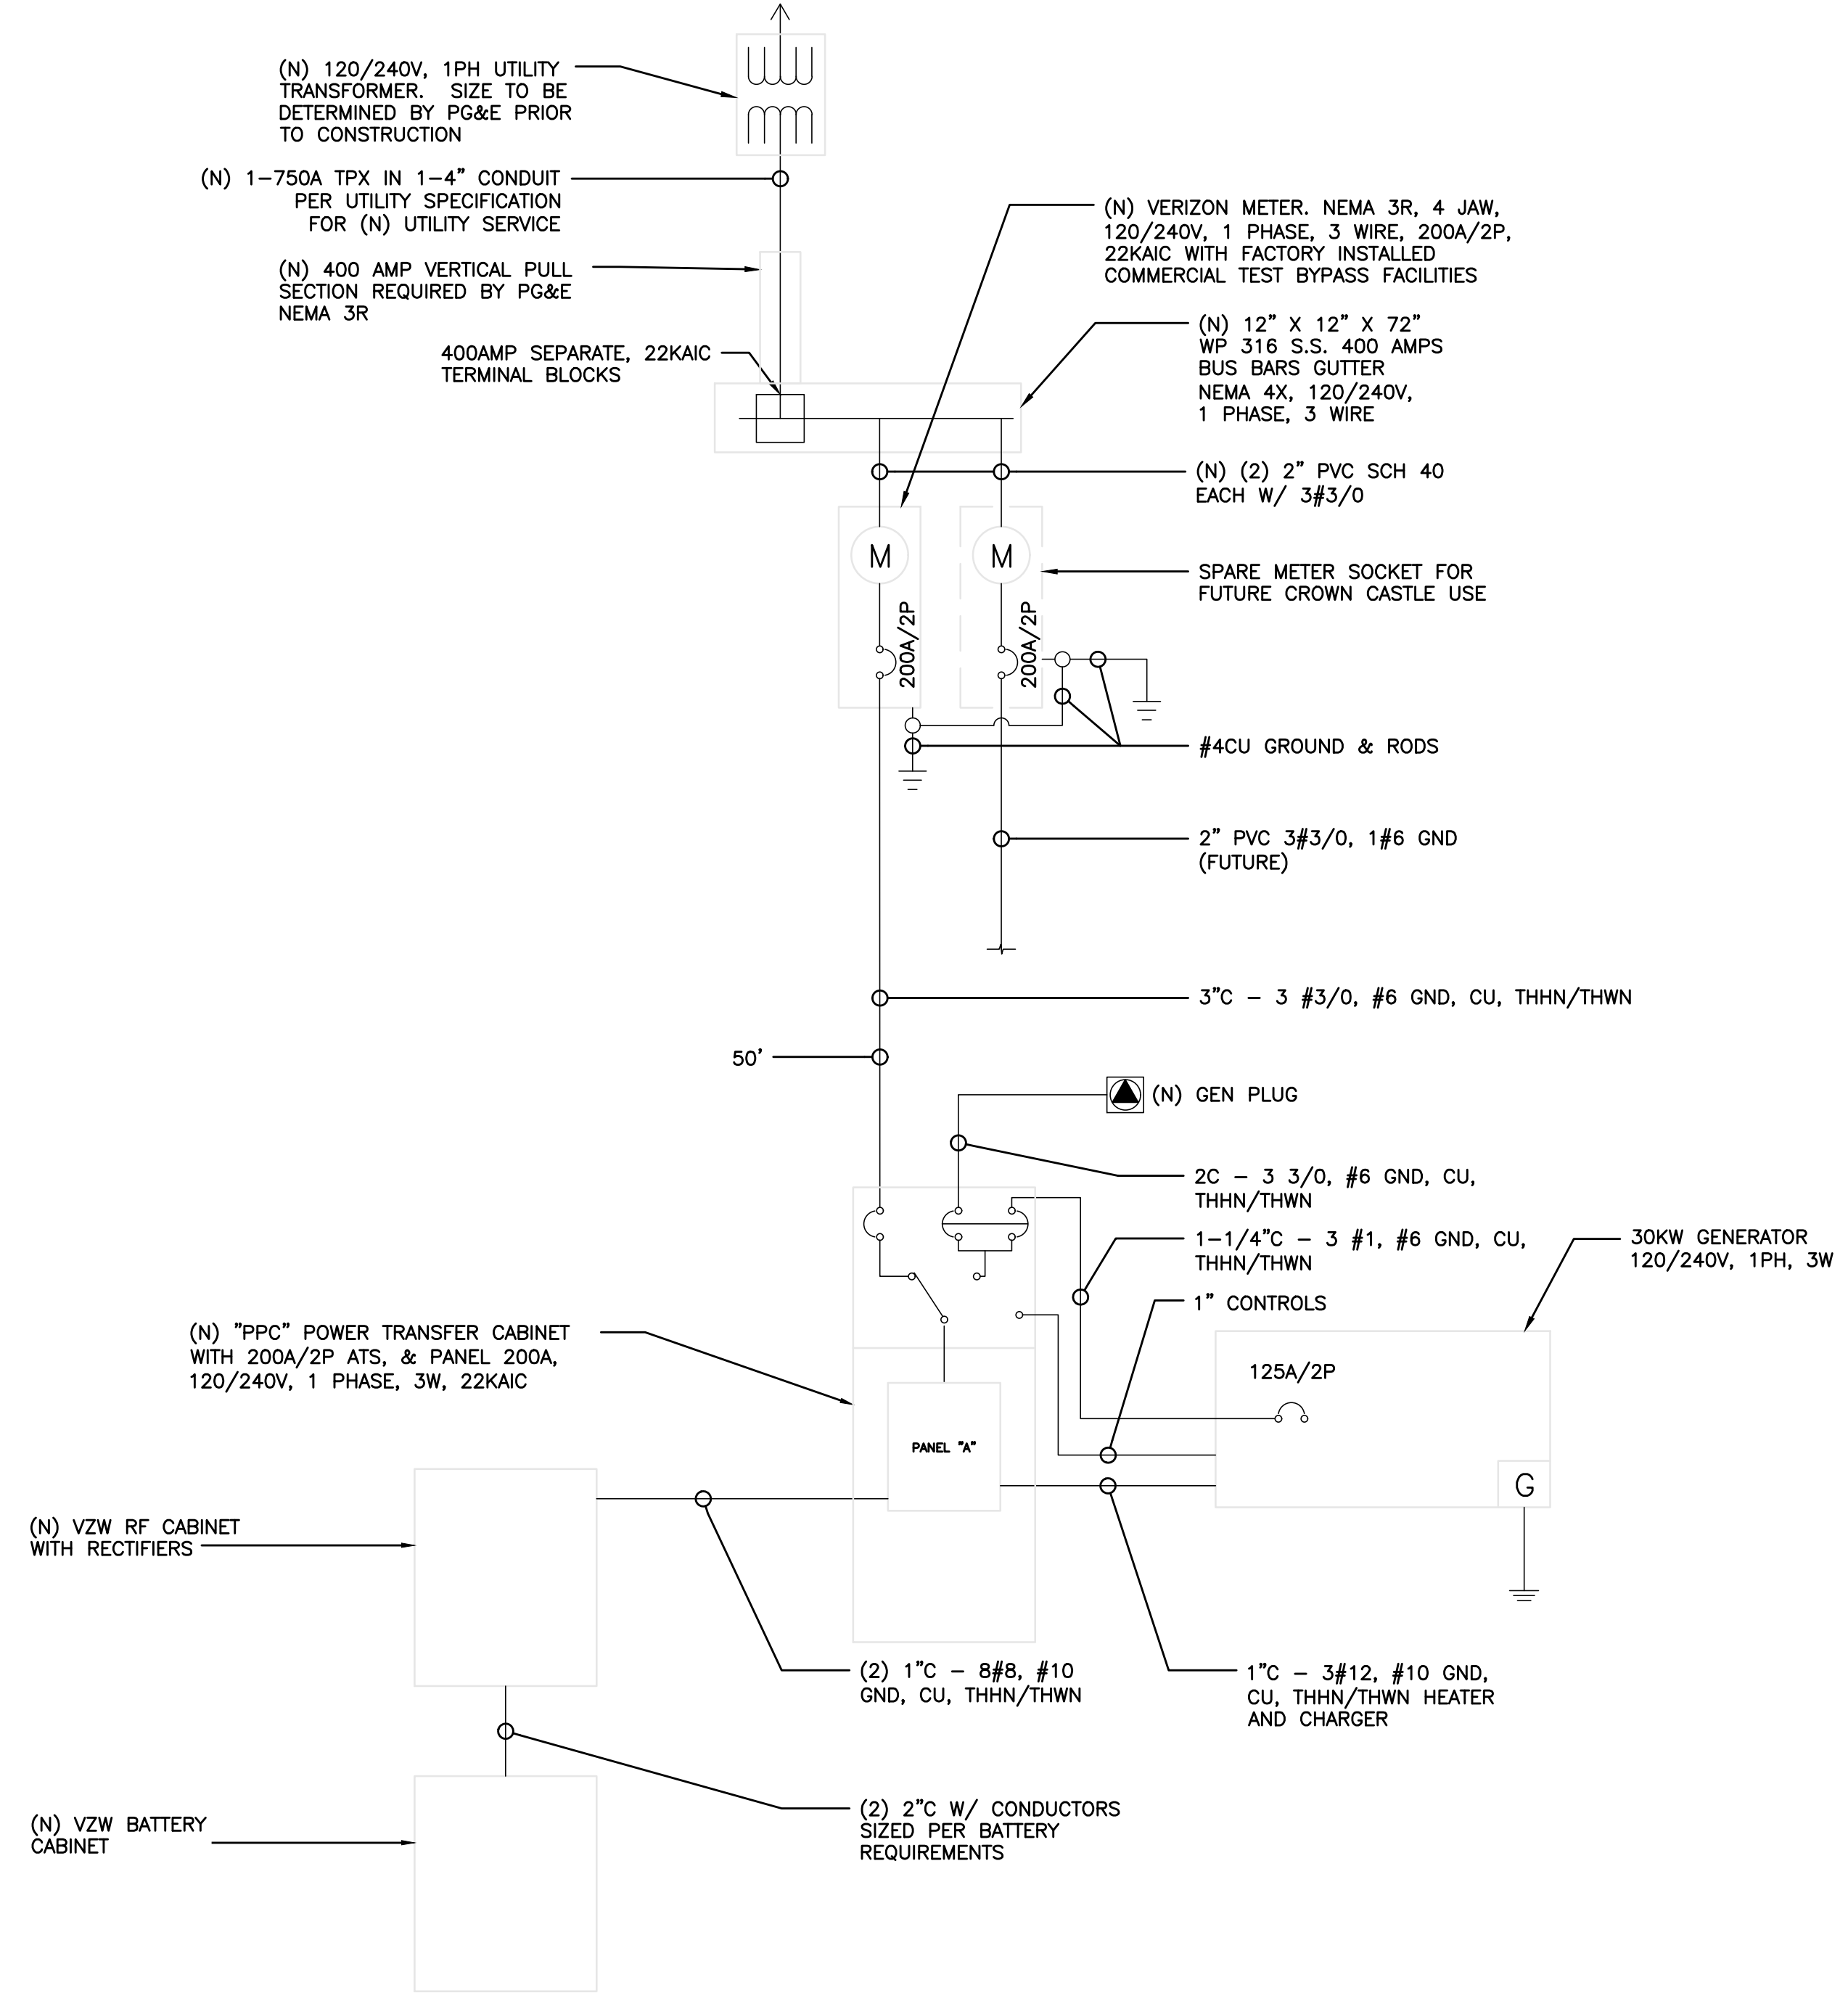 (N) 120/240V, 1PH UTILITY
TRANSFORMER. SIZE TO BE
DETERMINED BY PG&E PRIOR
TO CONSTRUCTION
(N) 1-750A TPX IN 1-4" CONDUIT
PER UTILITY SPECIFICATION
FOR (N) UTILITY SERVICE
(N) VERIZON METER. NEMA 3R, 4 JAW,
120/240V, 1 PHASE, 3 WIRE, 200A/2P,
22KAIC WITH FACTORY INSTALLED
COMMERCIAL TEST BYPASS FACILITIES
(N) 400 AMP VERTICAL PULL
SECTION REQUIRED BY PG&E
NEMA 3R
(N) 12" X 12" X 72"
WP 316 S.S. 400 AMPS
BUS BARS GUTTER
NEMA 4X, 120/240V,
1 PHASE, 3 WIRE
400AMP SEPARATE, 22KAIC
TERMINAL BLOCKS
(N) (2) 2" PVC SCH 40
EACH W/ 3#3/0
M
M
SPARE METER SOCKET FOR
FUTURE CROWN CASTLE USE
200A/2P
200A/2P
#4CU GROUND & RODS
2" PVC 3#3/0, 1#6 GND
(FUTURE)
3"C - 3 #3/0, #6 GND, CU, THHN/THWN
50'
(N) GEN PLUG
2C - 3 3/0, #6 GND, CU,
THHN/THWN
1-1/4"C - 3 #1, #6 GND, CU,
THHN/THWN
30KW GENERATOR
120/240V, 1PH, 3W
1" CONTROLS
(N) "PPC" POWER TRANSFER CABINET
WITH 200A/2P ATS, & PANEL 200A,
120/240V, 1 PHASE, 3W, 22KAIC
125A/2P
PANEL "A"
G
(N) VZW RF CABINET
WITH RECTIFIERS
(2) 1"C - 8#8, #10
GND, CU, THHN/THWN
1"C - 3#12, #10 GND,
CU, THHN/THWN HEATER
AND CHARGER
(2) 2"C W/ CONDUCTORS
SIZED PER BATTERY
REQUIREMENTS
(N) VZW BATTERY
CABINET